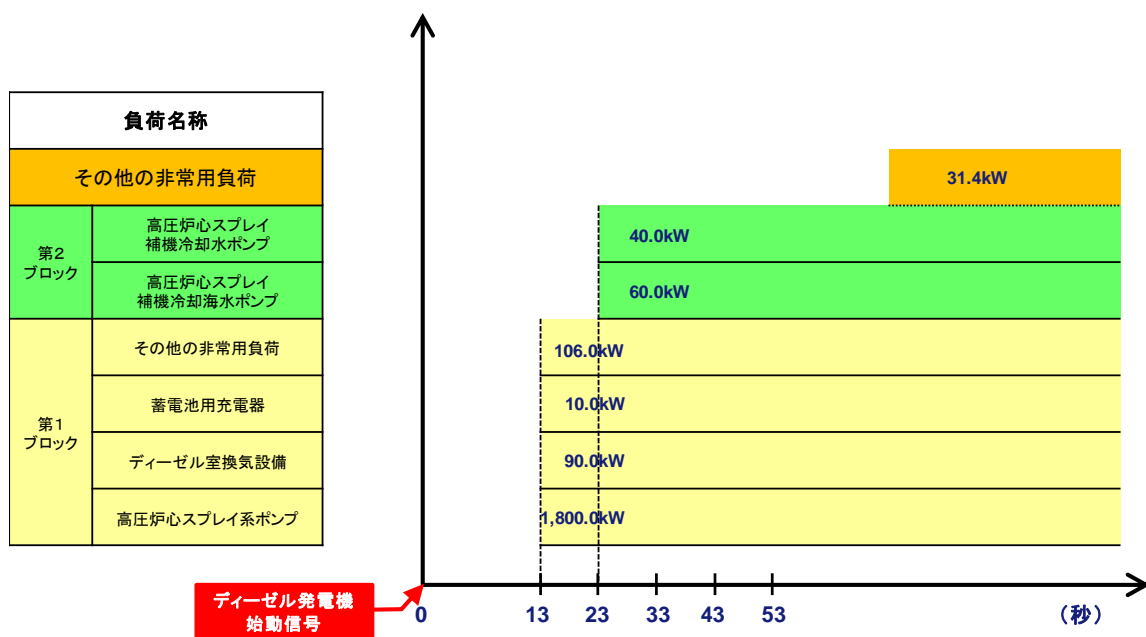 負荷名称
その他の非常用負荷
31.4kW
第2
ブロック
高圧炉心スプレイ
補機冷却水ポンプ
40.0kW
高圧炉心スプレイ
補機冷却海水ポンプ
60.0kW
第1
ブロック
その他の非常用負荷
106.0kW
蓄電池用充電器
10.0kW
ディーゼル室換気設備
90.0kW
高圧炉心スプレイ系ポンプ
1,800.0kW
ディーゼル発電機
始動信号
0 13 23 33 43 53 (秒)